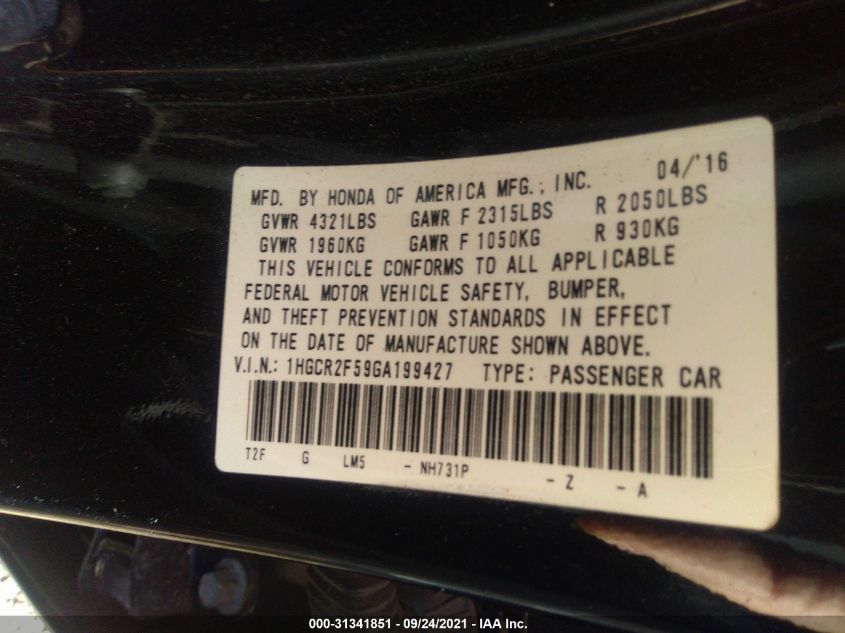 MFD. BY HONDA OF AMERICA MFG., INC. 04/'16
GVWR 4321LBS GAWR F 2315LBS R 2050LBS
GVWR 1960KG GAWR F 1050KG R 930KG
THIS VEHICLE CONFORMS TO ALL APPLICABLE
FEDERAL MOTOR VEHICLE SAFETY, BUMPER,
AND THEFT PREVENTION STANDARDS IN EFFECT
ON THE DATE OF MANUFACTURE SHOWN ABOVE.
V.I.N.: 1HGCR2F59GA199427 TYPE: PASSENGER CAR
T2F G LM5 - NH731P - Z - A
000-31341851 - 09/24/2021 - IAA Inc.